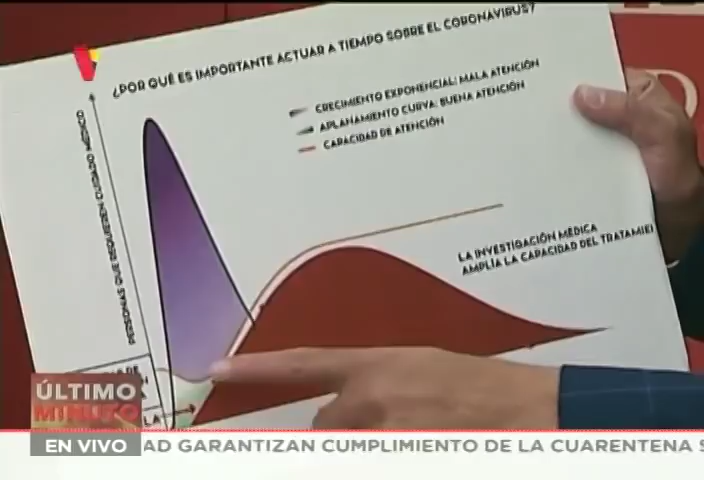 ¿POR QUÉ ES IMPORTANTE ACTUAR A TIEMPO SOBRE EL CORONAVIRUS?
CRECIMIENTO EXPONENCIAL: MALA ATENCIÓN
APLANAMIENTO CURVA: BUENA ATENCIÓN
CAPACIDAD DE ATENCIÓN
PERSONAS QUE REQUIEREN CUIDADO MÉDICO
LA INVESTIGACIÓN MÉDICA
AMPLÍA LA CAPACIDAD DEL TRATAMIE
DE
LA
ÚLTIMO
MINUTO
EN VIVO
AD GARANTIZAN CUMPLIMIENTO DE LA CUARENTENA S